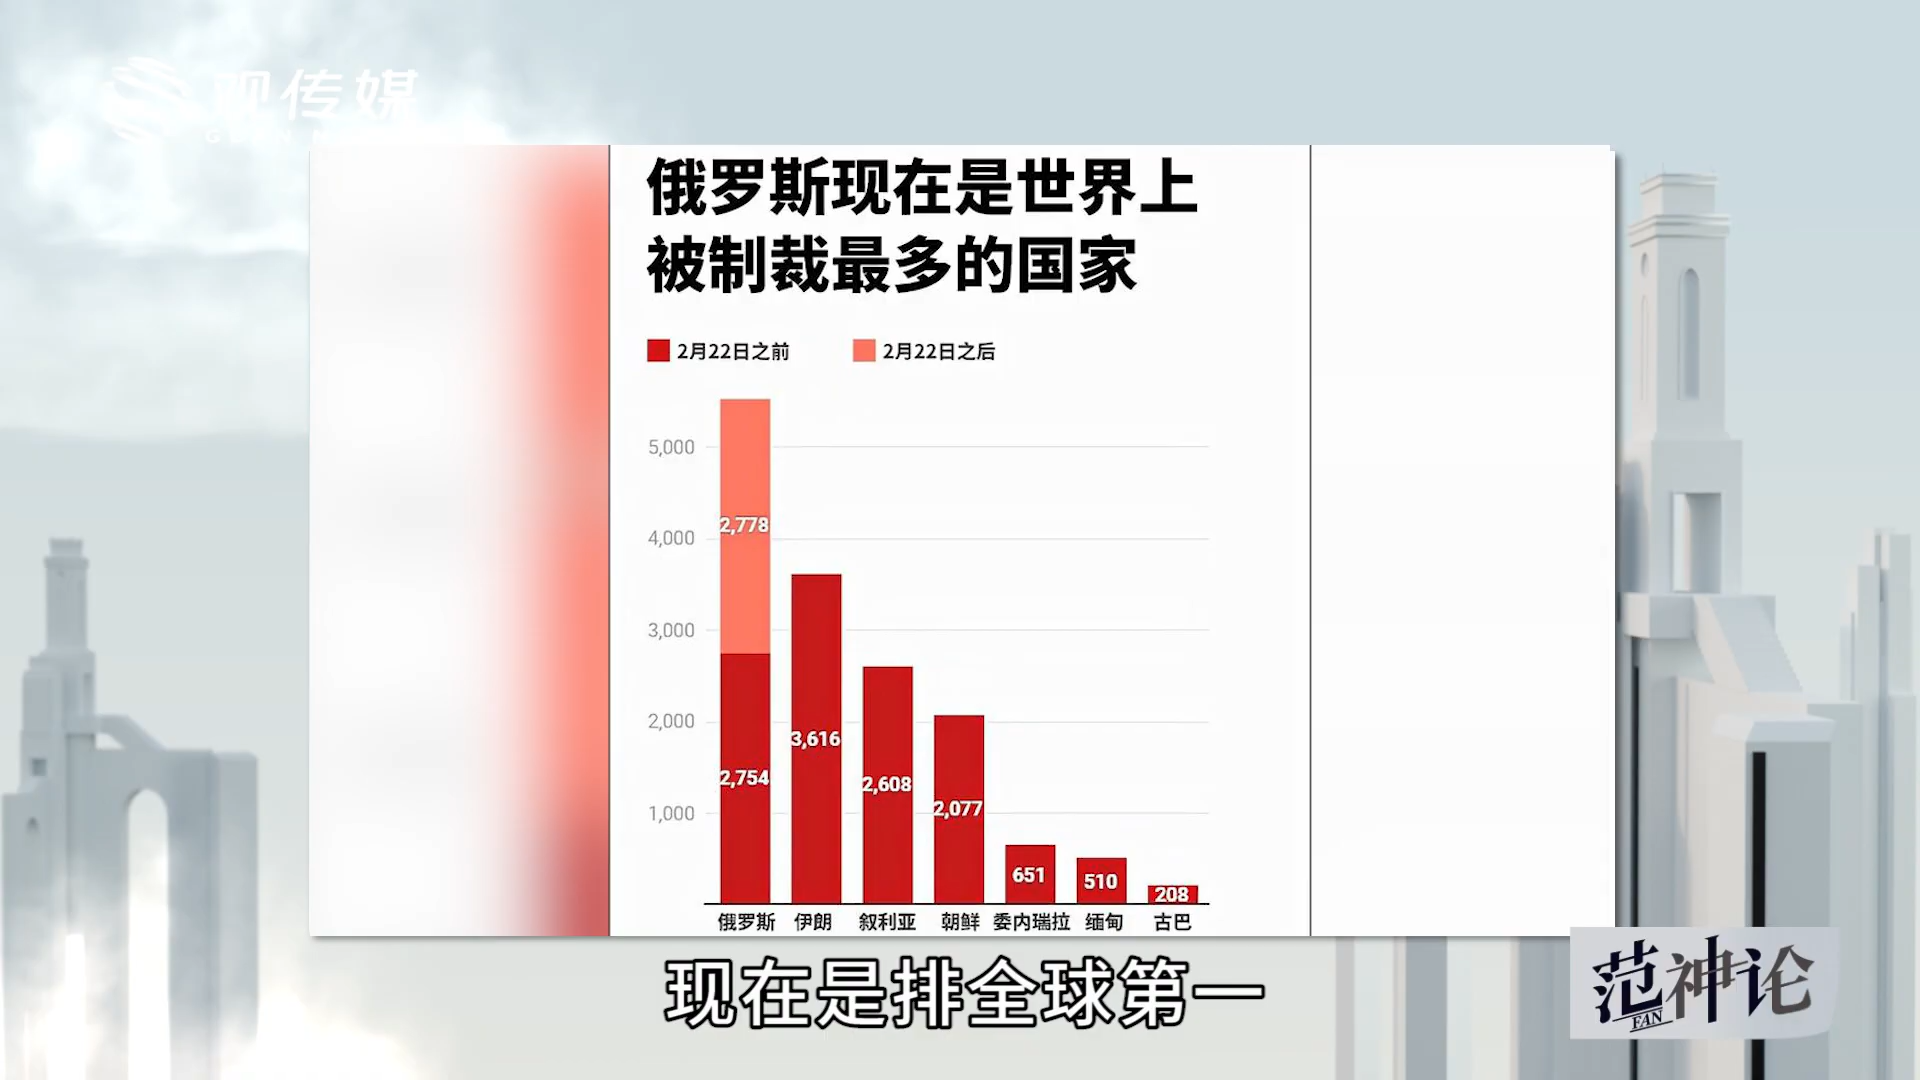 观传媒
俄罗斯现在是世界上
被制裁最多的国家
2月22日之前
2月22日之后
5,000
4,000
3,000
2,000
1,000
2,778
2,754
3,616
2,608
2,077
651
510
208
俄罗斯
伊朗
叙利亚
朝鲜
委内瑞拉
缅甸
古巴
现在是排全球第一
范神论
FAN